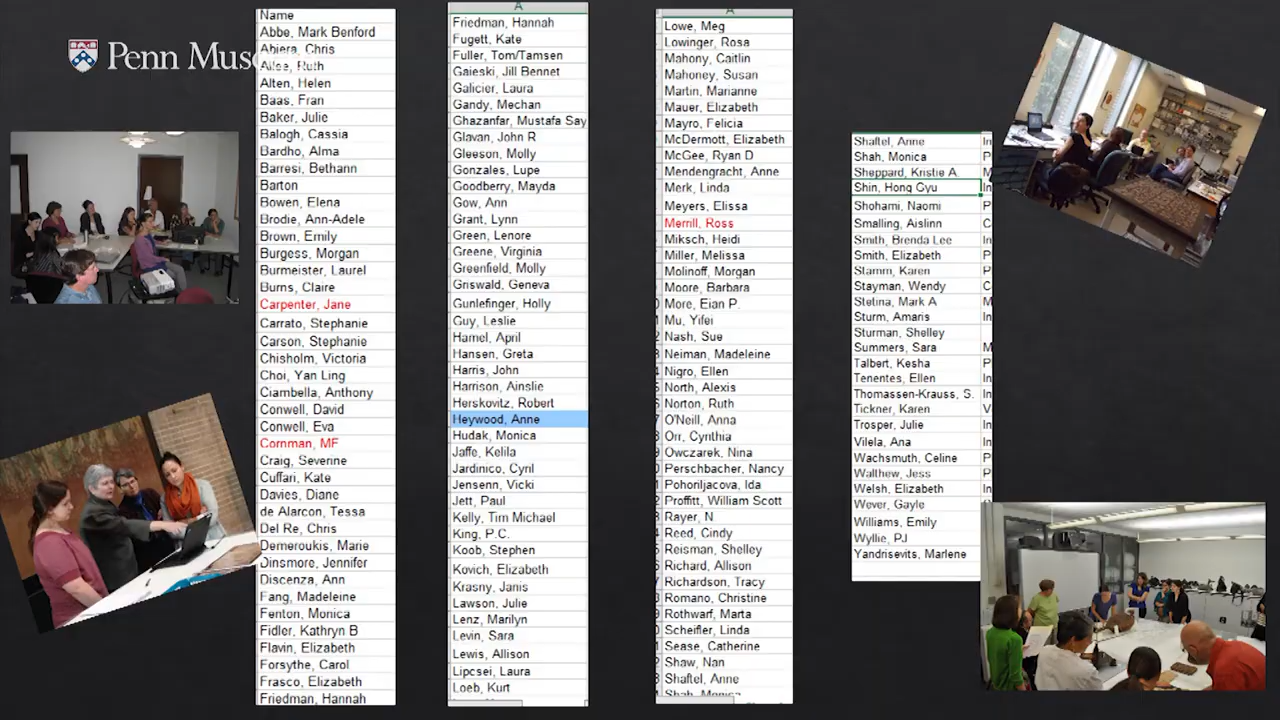 Penn Mus
Name
Abbe, Mark Benford
Abiera, Chris
Allee, Ruth
Alten, Helen
Baas, Fran
Baker, Julie
Balogh, Cassia
Bardho, Alma
Barresi, Bethann
Barton
Bowen, Elena
Brodie, Ann-Adele
Brown, Emily
Burgess, Morgan
Burmeister, Laurel
Burns, Claire
Carpenter, Jane
Carrato, Stephanie
Carson, Stephanie
Chisholm, Victoria
Choi, Yan Ling
Ciambella, Anthony
Conwell, David
Conwell, Eva
Cornman, MF
Craig, Severine
Cuffari, Kate
Davies, Diane
de Alarcon, Tessa
Del Re, Chris
Demeroukis, Marie
Dinsmore, Jennifer
Discenza, Ann
Fang, Madeleine
Fenton, Monica
Fidler, Kathryn B
Flavin, Elizabeth
Forsythe, Carol
Frasco, Elizabeth
Friedman, Hannah
A
Friedman, Hannah
Fugett, Kate
Fuller, Tom/Tamsen
Gaieski, Jill Bennet
Galicier, Laura
Gandy, Mechan
Ghazanfar, Mustafa Say
Glavan, John R
Gleeson, Molly
Gonzales, Lupe
Goodberry, Mayda
Gow, Ann
Grant, Lynn
Green, Lenore
Greene, Virginia
Greenfield, Molly
Griswald, Geneva
Gunlefinger, Holly
Guy, Leslie
Hamel, April
Hansen, Greta
Harris, John
Harrison, Ainslie
Herskovitz, Robert
Heywood, Anne
Hudak, Monica
Jaffe, Kelila
Jardinico, Cyril
Jensenn, Vicki
Jett, Paul
Kelly, Tim Michael
King, P.C.
Koob, Stephen
Kovich, Elizabeth
Krasny, Janis
Lawson, Julie
Lenz, Marilyn
Levin, Sara
Lewis, Allison
Lipcsei, Laura
Loeb, Kurt
Lowe, Meg
Lowinger, Rosa
Mahony, Caitlin
Mahoney, Susan
Martin, Marianne
Mauer, Elizabeth
Mayro, Felicia
McDermott, Elizabeth
McGee, Ryan D
Mendengracht, Anne
Merk, Linda
Meyers, Elissa
Merrill, Ross
Miksch, Heidi
Miller, Melissa
Molinoff, Morgan
Moore, Barbara
More, Eian P.
Mu, Yifei
Nash, Sue
Neiman, Madeleine
Nigro, Ellen
North, Alexis
Norton, Ruth
O'Neill, Anna
Orr, Cynthia
Owczarek, Nina
Perschbacher, Nancy
Pohoriljacova, Ida
Proffitt, William Scott
Rayer, N
Reed, Cindy
Reisman, Shelley
Richard, Allison
Richardson, Tracy
Romano, Christine
Rothwarf, Marta
Scheifler, Linda
Sease, Catherine
Shaw, Nan
Shaftel, Anne
Shah, Monica
Shaftel, Anne In
Shah, Monica P
Sheppard, Kristie A. M
Shin, Hong Gyu In
Shohami, Naomi P
Smalling, Aislinn C
Smith, Brenda Lee In
Smith, Elizabeth P
Stamm, Karen P
Stayman, Wendy C
Stetina, Mark A M
Sturm, Amaris In
Sturman, Shelley
Summers, Sara M
Talbert, Kesha P
Tenentes, Ellen In
Thomassen-Krauss, S. In
Tickner, Karen V
Trosper, Julie In
Vilela, Ana In
Wachsmuth, Celine P
Walthew, Jess P
Welsh, Elizabeth In
Wever, Gayle
Williams, Emily
Wyllie, PJ
Yandrisevits, Marlene